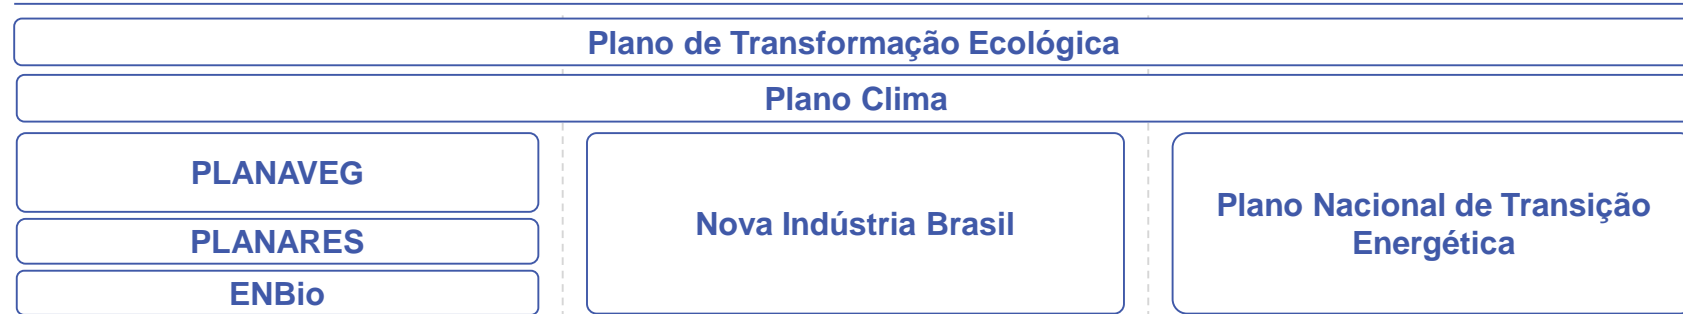 Plano de Transformação Ecológica
Plano Clima
PLANAVEG
PLANARES
ENBio
Nova Indústria Brasil
Plano Nacional de Transição
Energética